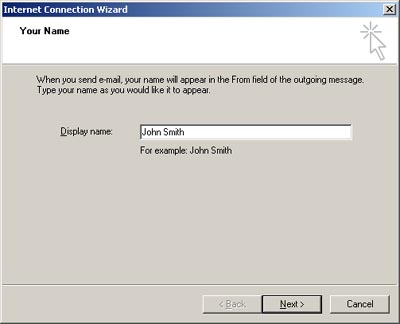 Internet Connection Wizard
Your Name
When you send e-mail, your name will appear in the From field of the outgoing message.
Type your name as you would like it to appear.
Display name: John Smith
For example: John Smith
< Back Next > Cancel